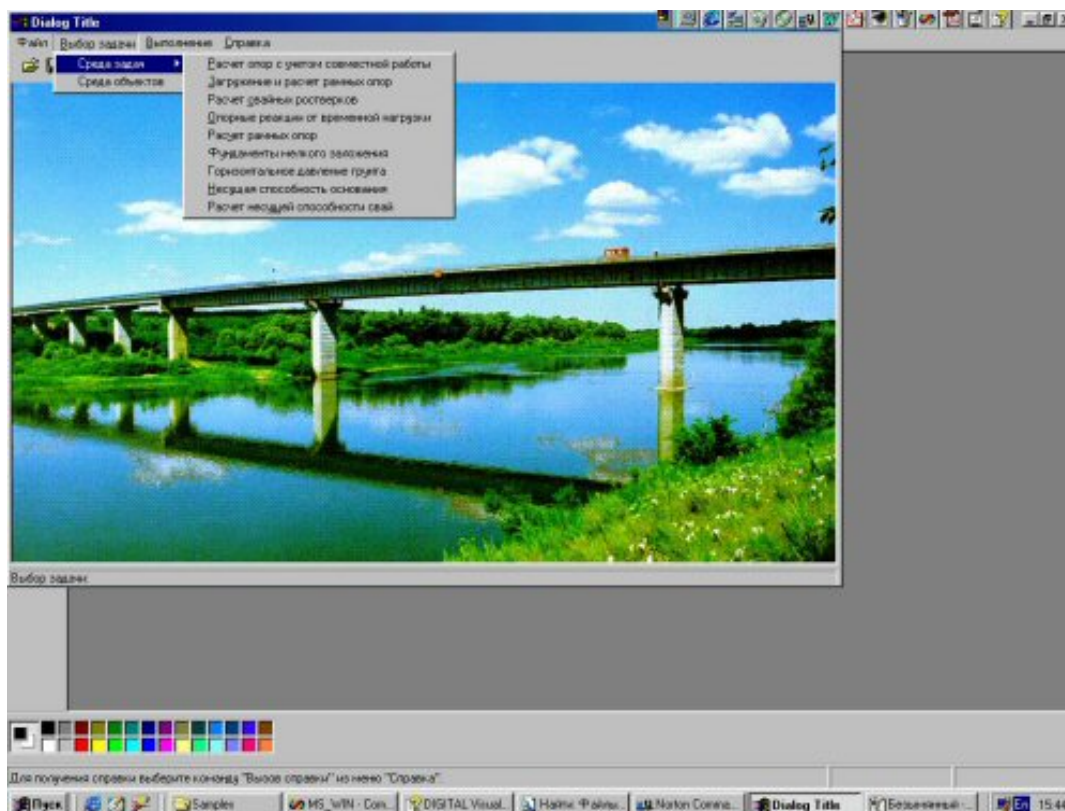 Dialog Title
Файл Выбор задачи Выполнение Справка
Среда задач
Среда объектов
Расчет опор с учетом совместной работы
Загружение и расчет рамных опор
Расчет свайных ростверков
Опорные реакции от временной нагрузки
Расчет рамных опор
Фундаменты мелкого заложения
Горизонтальное давление грунта
Несущая способность основания
Расчет несущей способности свай
Выбор задачи
Для получения справки выберите команду "Вызов справки" из меню "Справка".
Пуск Samples MS_WIN - Com... DIGITAL Visual... Найти: Файлы... Norton Comma... Dialog Title Безымянный - ... En 15:44